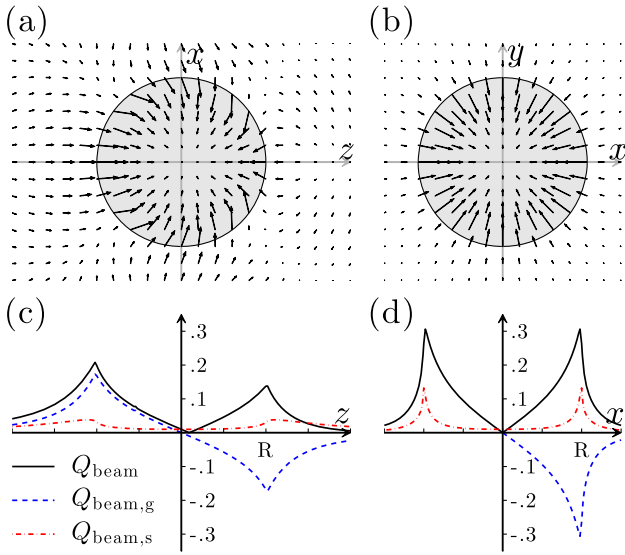 (a)
(b)
x
z
y
x
(c)
(d)
.3
.2
.1
z
R
-.1
-.2
-.3
Q_beam
Q_beam,g
Q_beam,s
.3
.2
.1
x
R
-.1
-.2
-.3